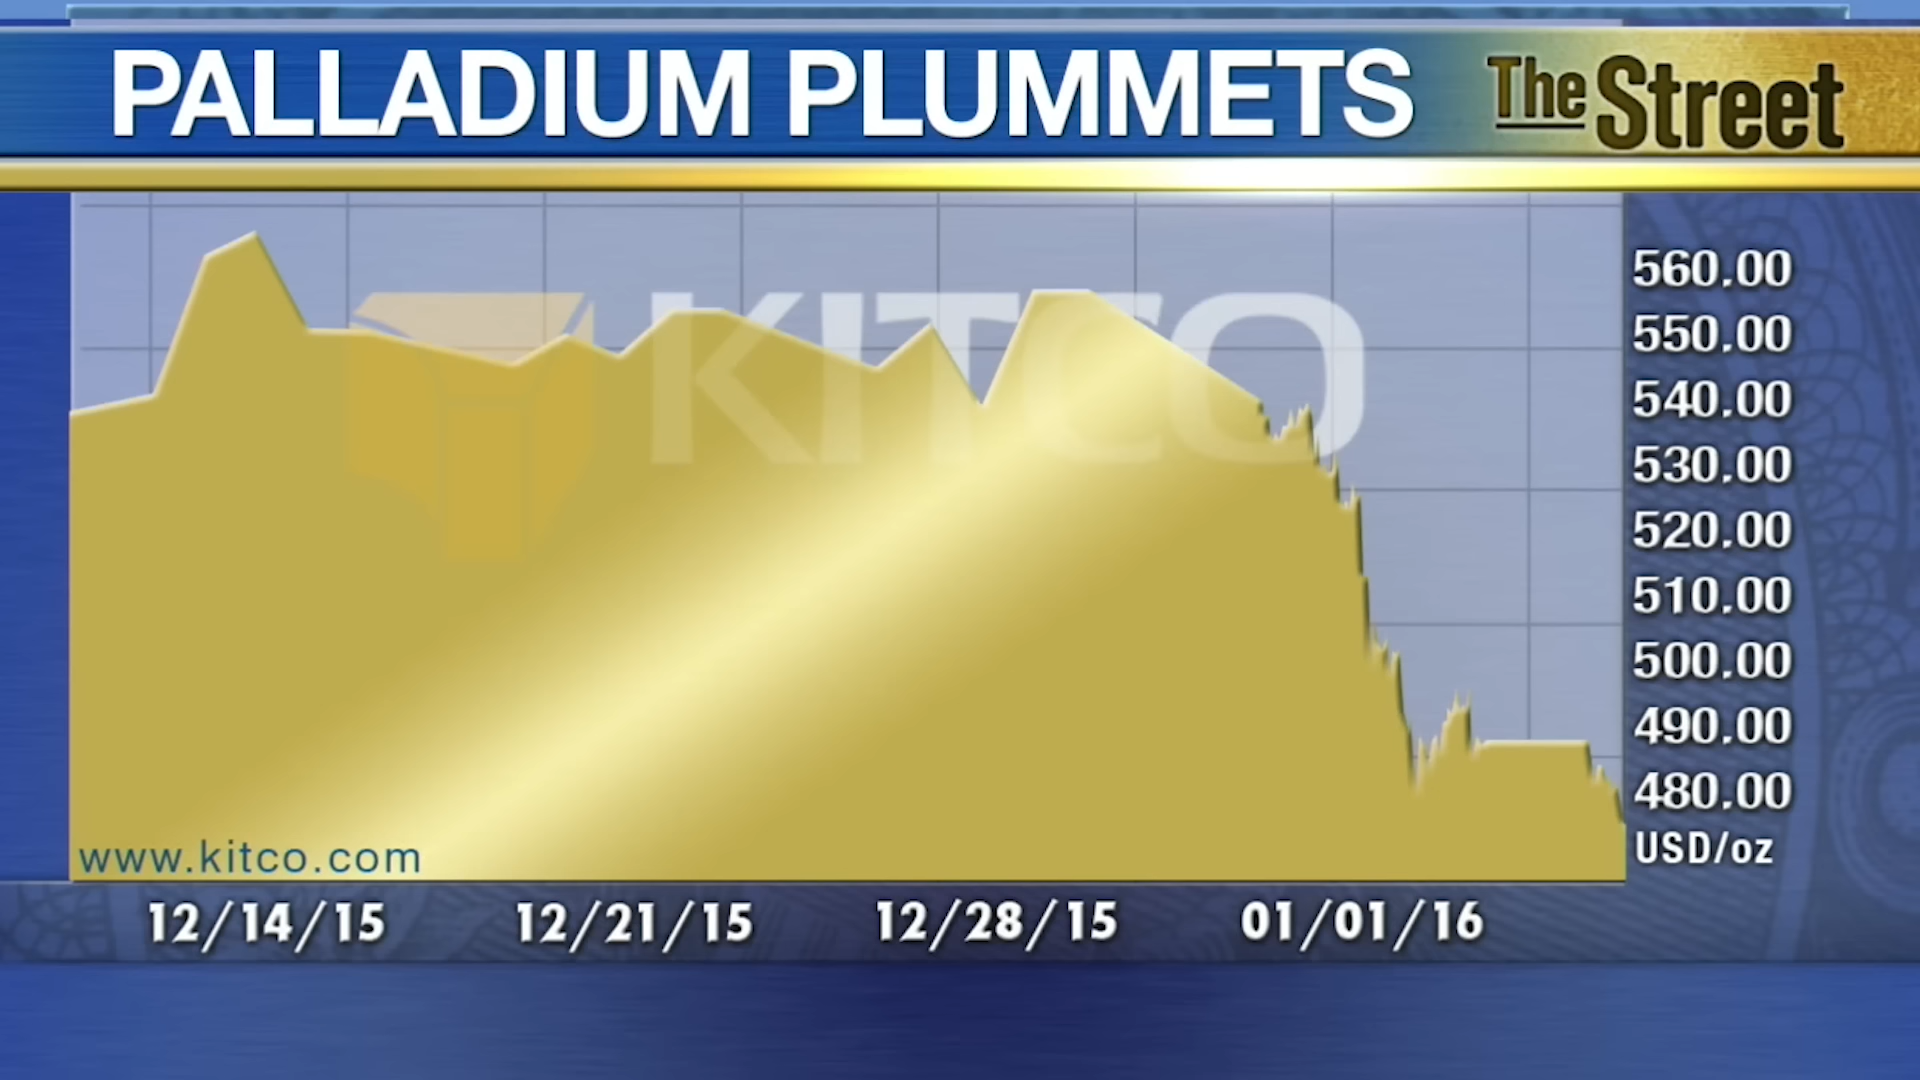 PALLADIUM PLUMMETS
The Street
KITCO
560.00
550.00
540.00
530.00
520.00
510.00
500.00
490.00
480.00
USD/oz
www.kitco.com
12/14/15 12/21/15 12/28/15 01/01/16